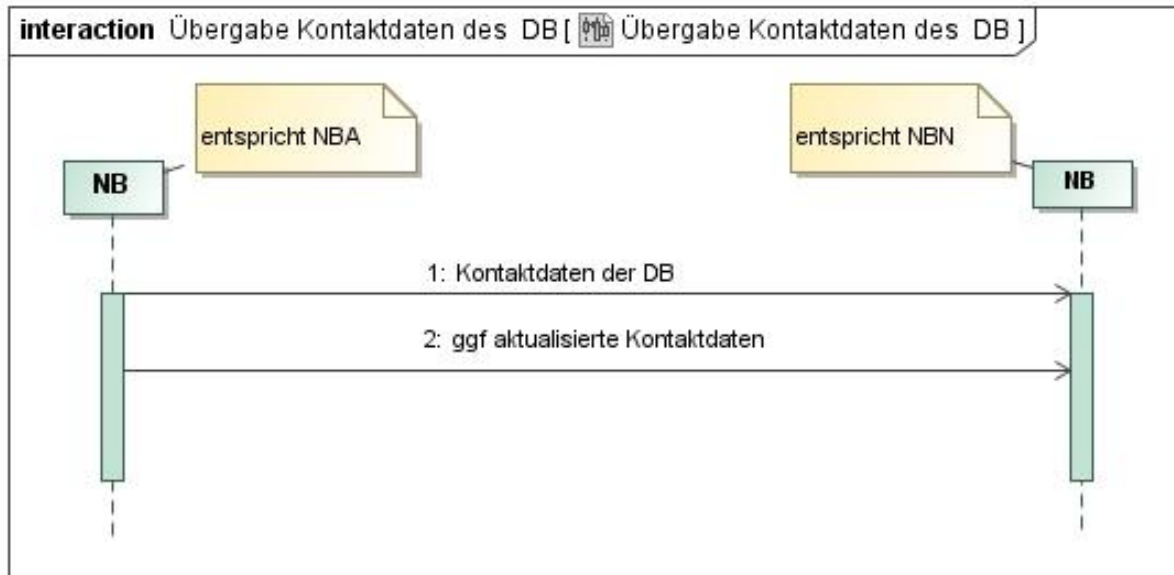 interaction Übergabe Kontaktdaten des DB [ Übergabe Kontaktdaten des DB ]
entspricht NBA
entspricht NBN
NB
NB
1: Kontaktdaten der DB
2: ggf aktualisierte Kontaktdaten